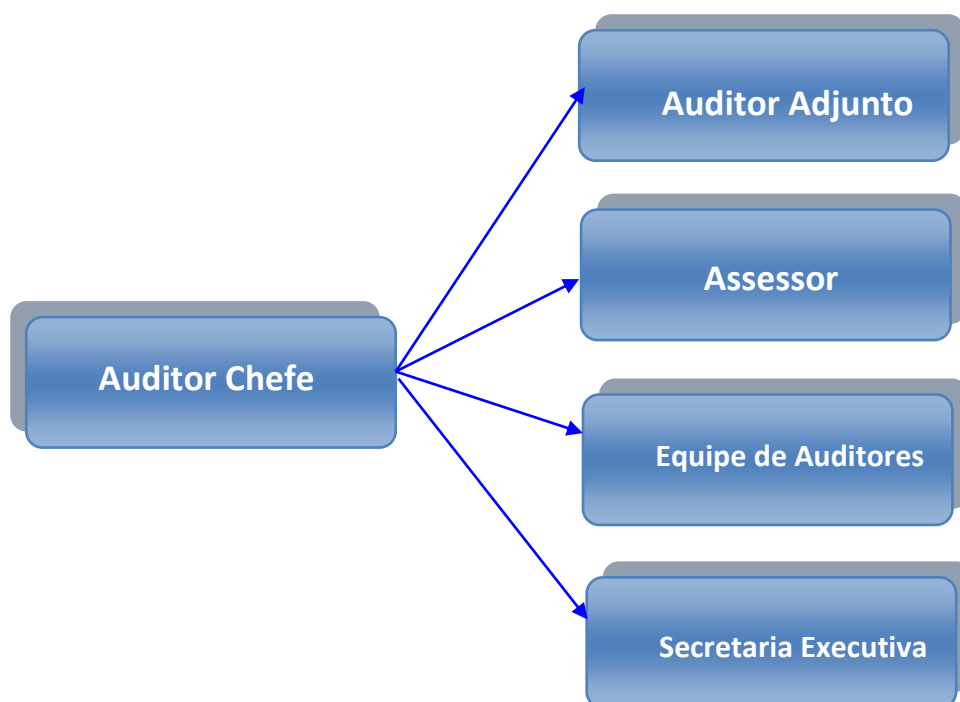 Auditor Adjunto
Assessor
Auditor Chefe
Equipe de Auditores
Secretaria Executiva